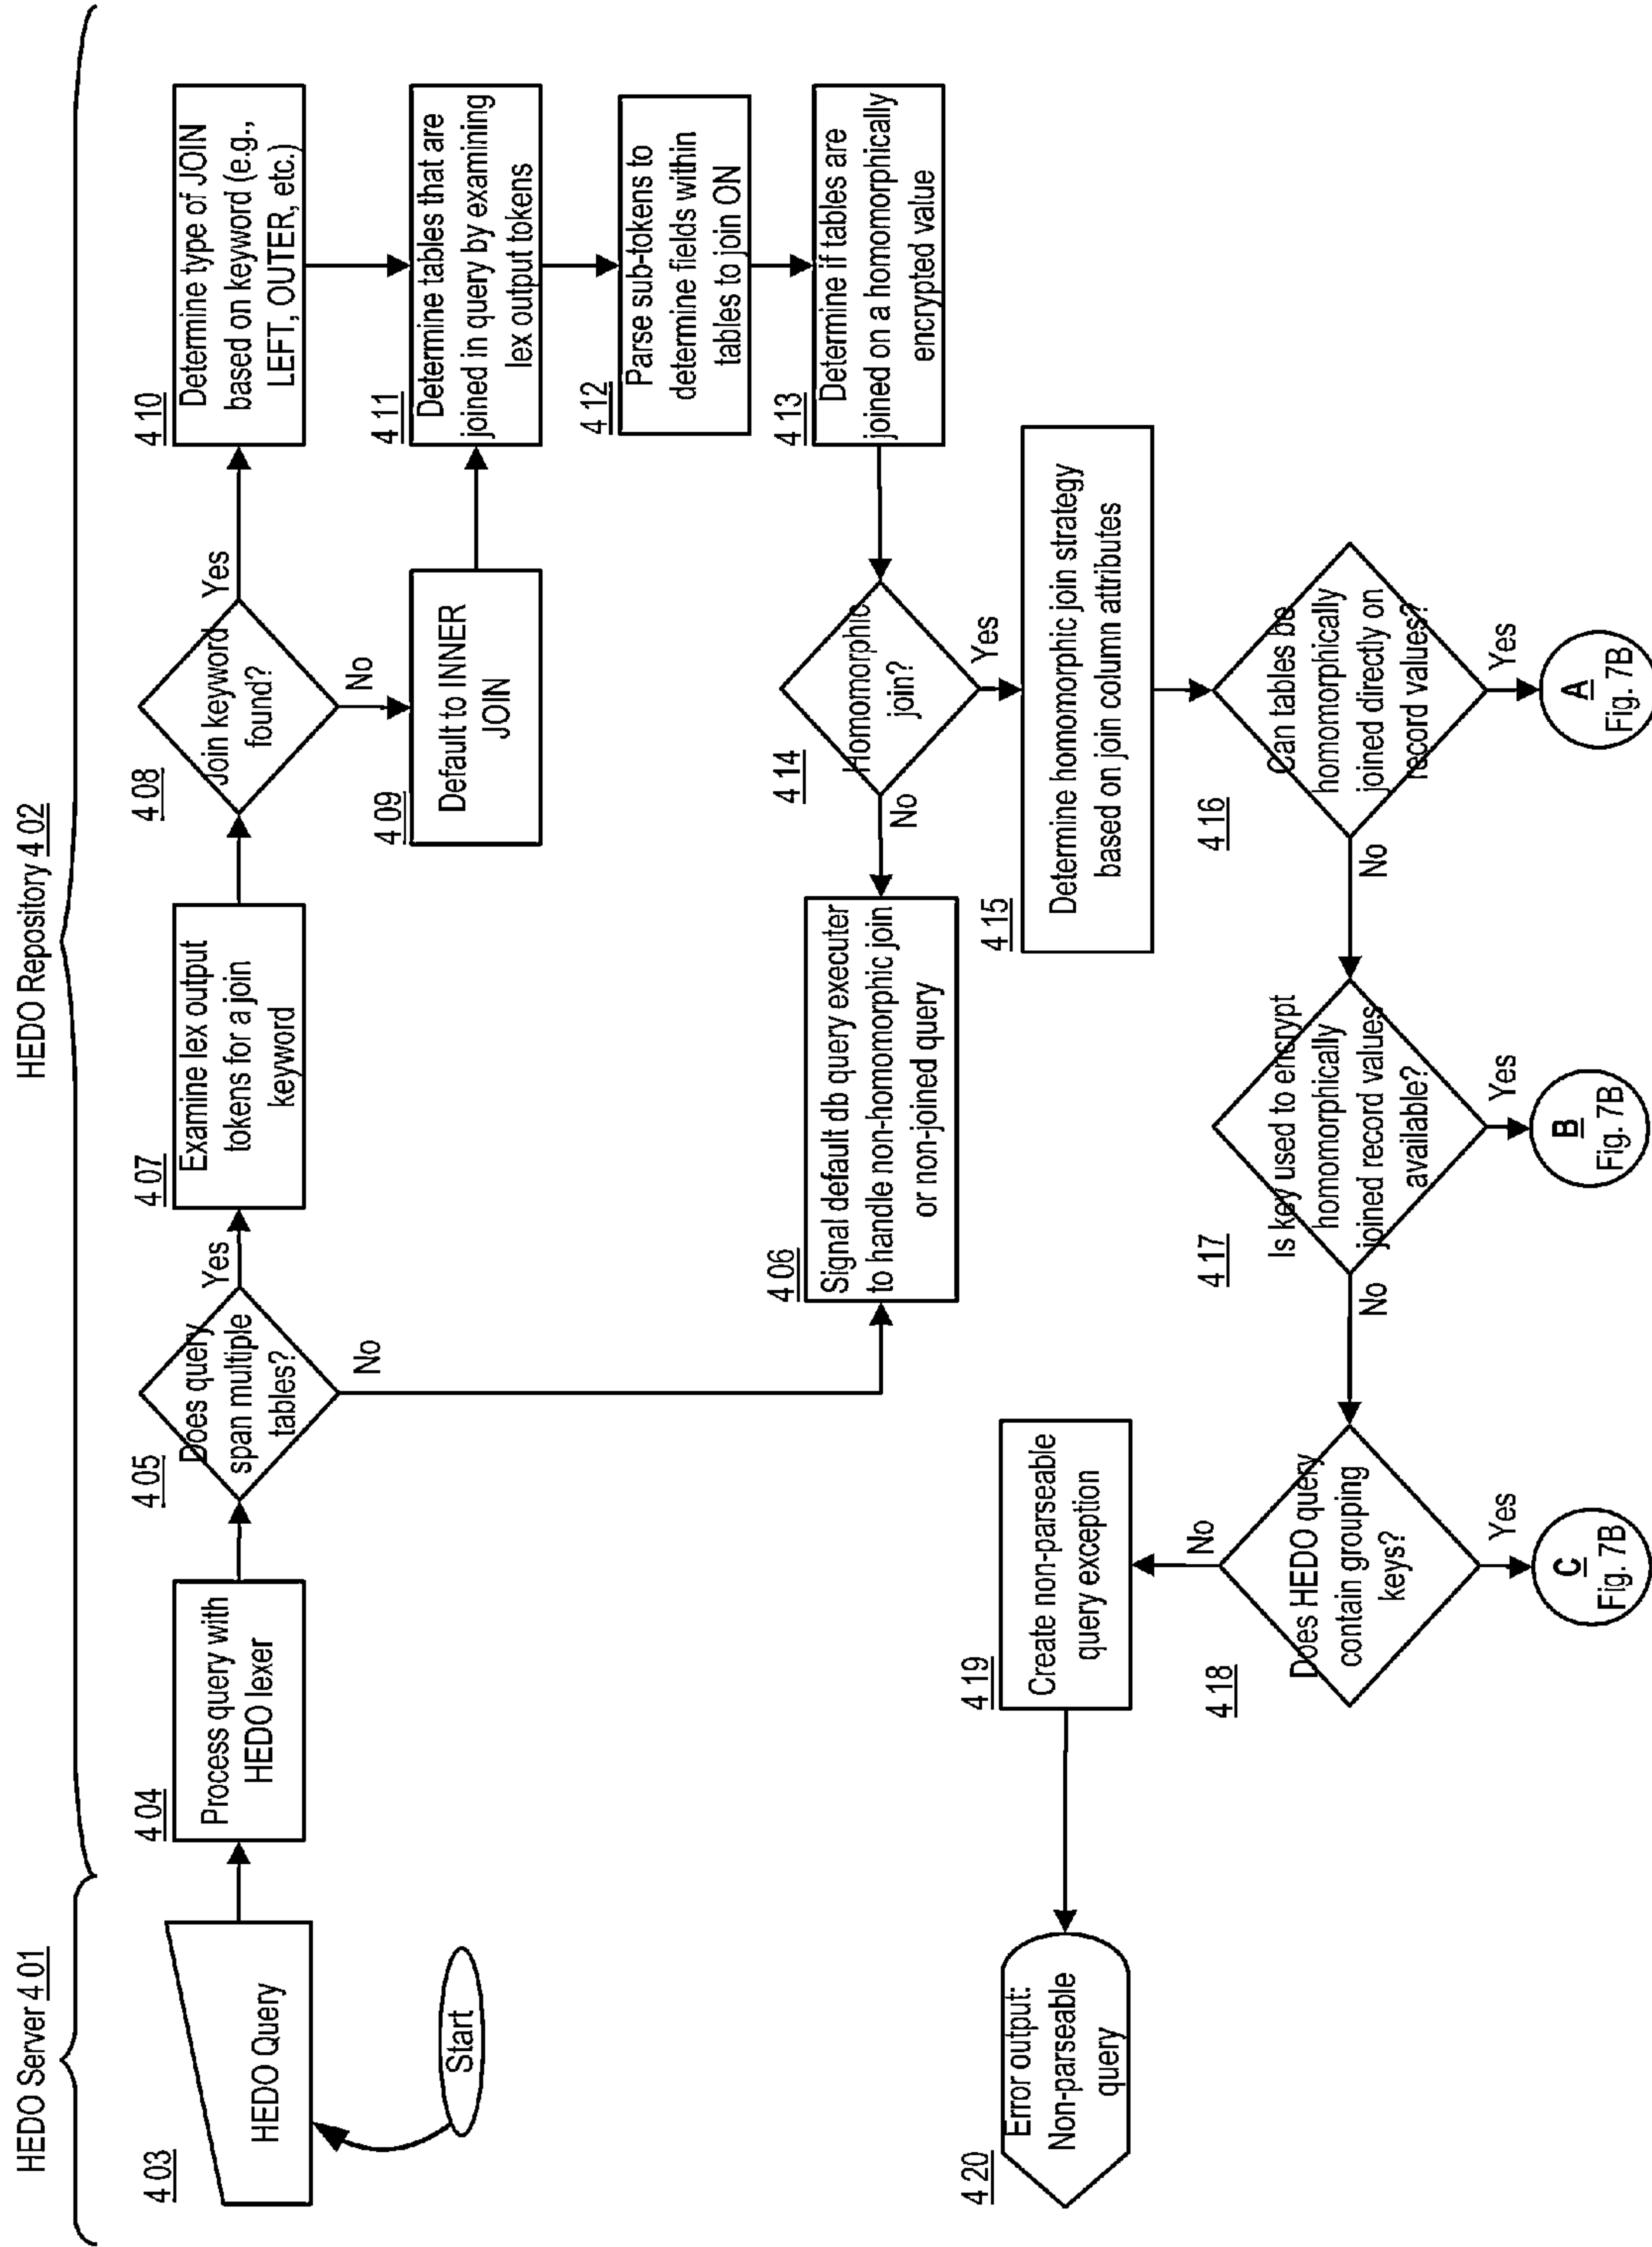 HEDO Server 4 01
HEDO Repository 4 02
4 03
HEDO Query
Start
4 04
Process query with
HEDO lexer
4 05
Does query
span multiple
tables?
Yes
No
4 07
Examine lex output
tokens for a join
keyword
4 08
Join keyword
found?
Yes
No
4 10
Determine type of JOIN
based on keyword (e.g.,
LEFT, OUTER, etc.)
4 09
Default to INNER
JOIN
4 11
Determine tables that are
joined in query by examining
lex output tokens
4 12
Parse sub-tokens to
determine fields within
tables to join ON
4 13
Determine if tables are
joined on a homomorphically
encrypted value
4 14
Homomorphic
join?
No
Yes
4 06
Signal default db query executer
to handle non-homomorphic join
or non-joined query
4 15
Determine homomorphic join strategy
based on join column attributes
4 16
Can tables be
homomorphically
joined directly on
record values?
Yes
A
Fig. 7B
No
4 17
Is key used to encrypt
homomorphically
joined record values
available?
Yes
B
Fig. 7B
No
4 18
Does HEDO query
contain grouping
keys?
Yes
C
Fig. 7B
No
4 19
Create non-parseable
query exception
4 20
Error output:
Non-parseable
query